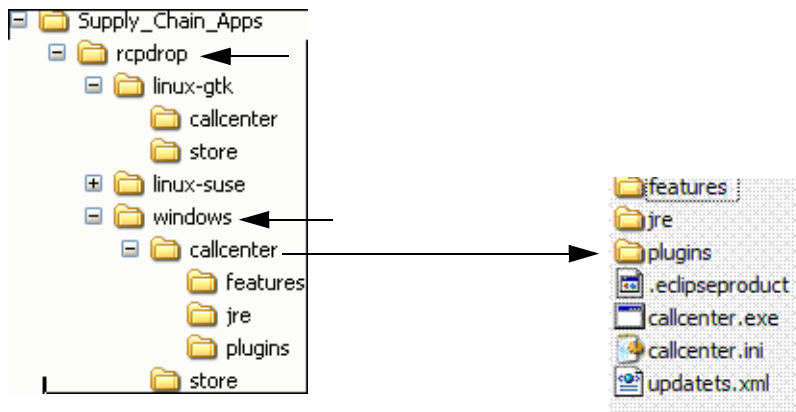 Supply_Chain_Apps
rcpdrop
linux-gtk
callcenter
store
linux-suse
windows
callcenter
features
jre
plugins
store
features
jre
plugins
.eclipseproduct
callcenter.exe
callcenter.ini
updatets.xml